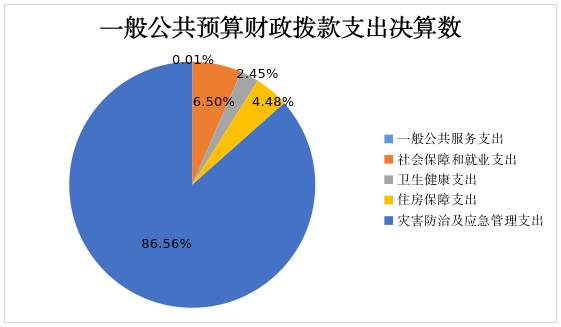 一般公共预算财政拨款支出决算数
0.01%
2.45%
6.50%
4.48%
86.56%
一般公共服务支出
社会保障和就业支出
卫生健康支出
住房保障支出
灾害防治及应急管理支出